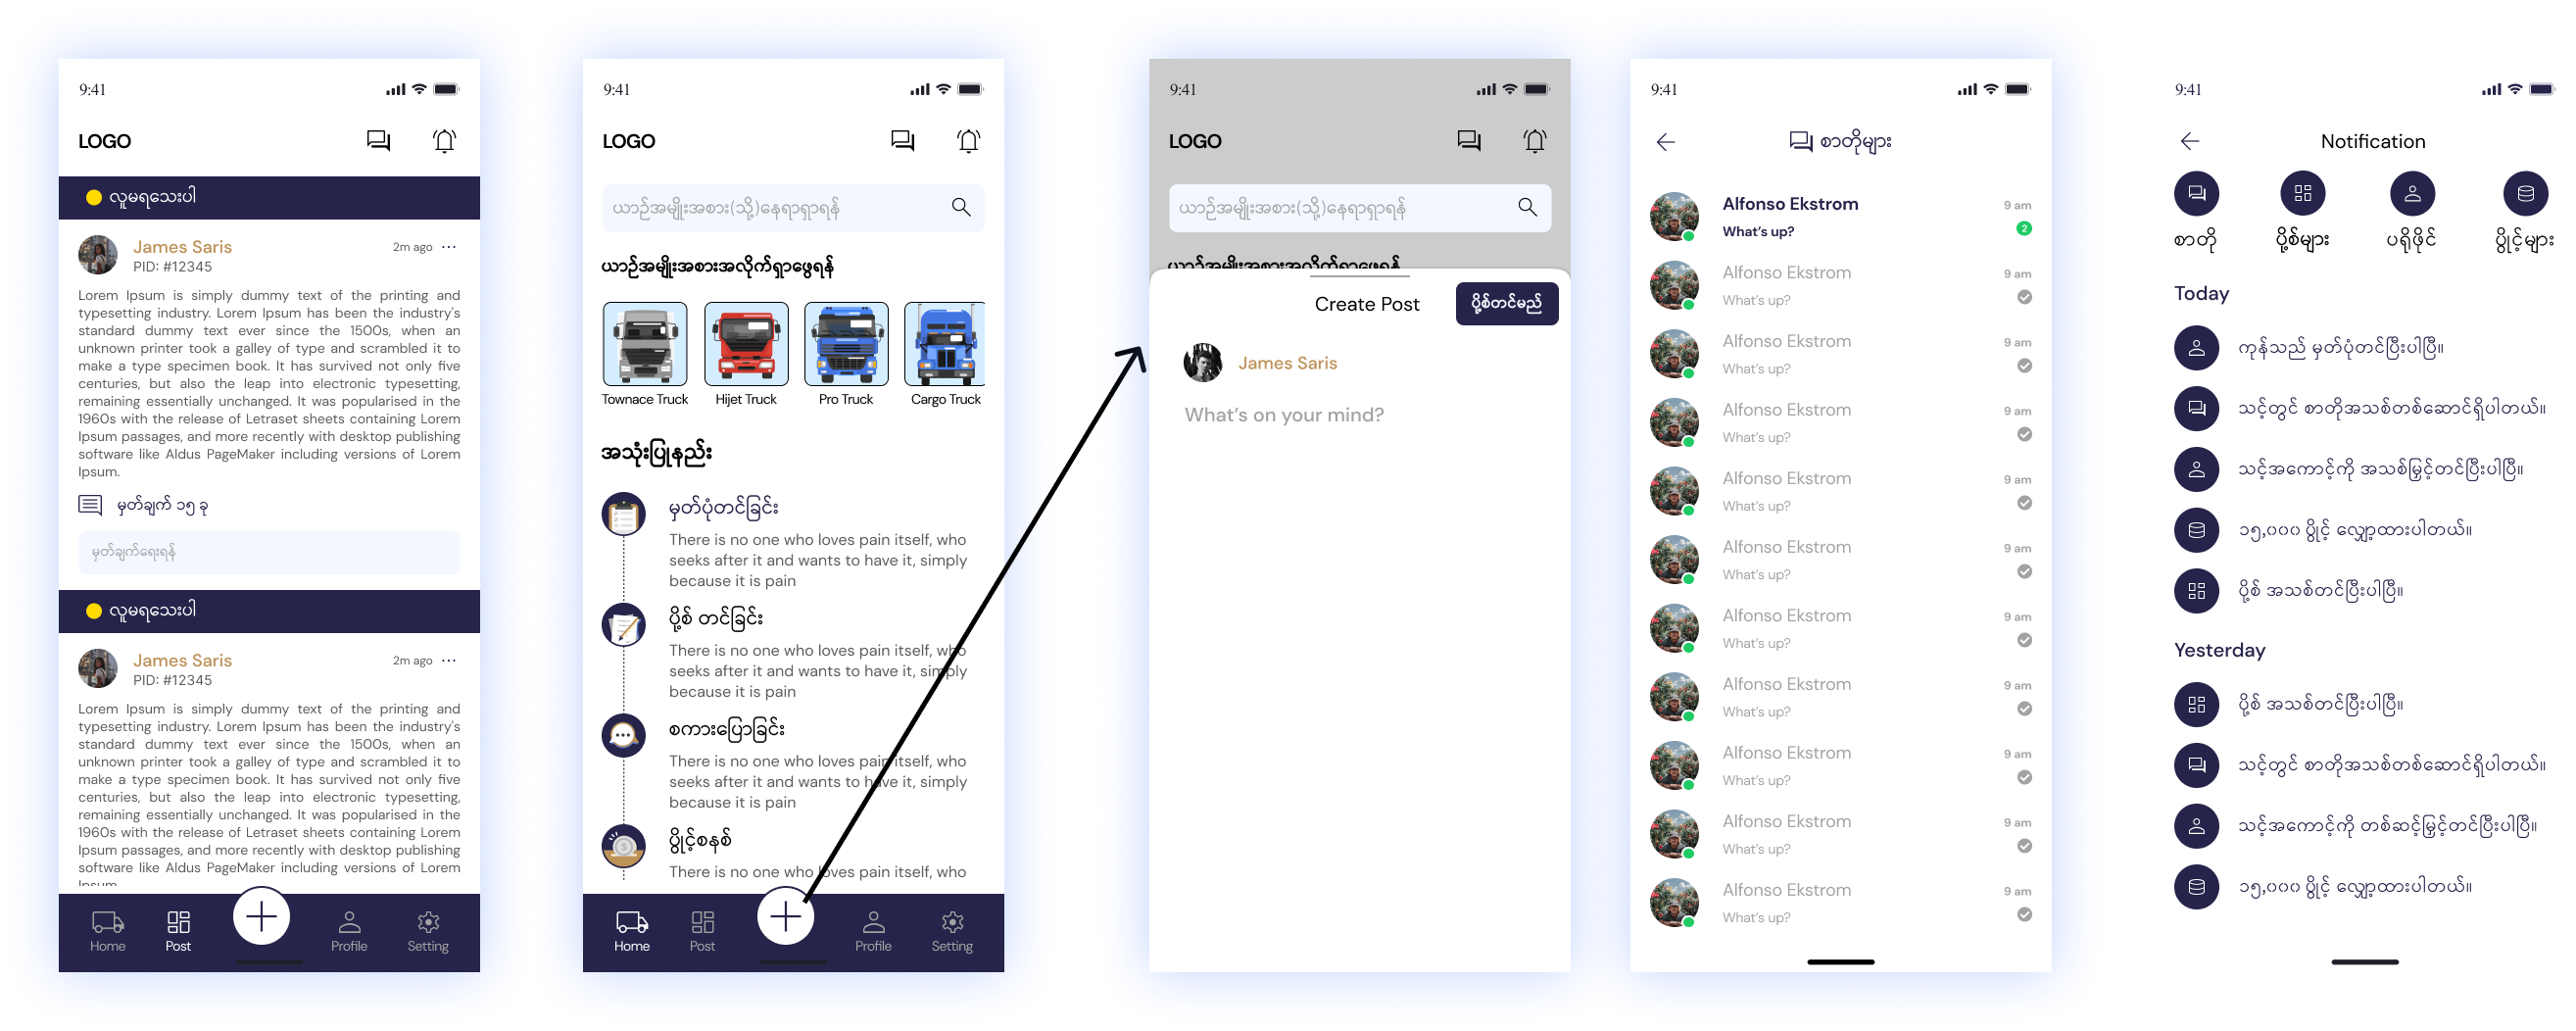 9:41
LOGO
လူမရသေးပါ
James Saris
2m ago
PID: #12345
Lorem Ipsum is simply dummy text of the printing and
typesetting industry. Lorem Ipsum has been the industry's
standard dummy text ever since the 1500s, when an
unknown printer took a galley of type and scrambled it to
make a type specimen book. It has survived not only five
centuries, but also the leap into electronic typesetting,
remaining essentially unchanged. It was popularised in the
1960s with the release of Letraset sheets containing Lorem
Ipsum passages, and more recently with desktop publishing
software like Aldus PageMaker including versions of Lorem
Ipsum.
မှတ်ချက် ၁၅ ခု
မှတ်ချက်ရေးရန်
လူမရသေးပါ
James Saris
2m ago
PID: #12345
Lorem Ipsum is simply dummy text of the printing and
typesetting industry. Lorem Ipsum has been the industry's
standard dummy text ever since the 1500s, when an
unknown printer took a galley of type and scrambled it to
make a type specimen book. It has survived not only five
centuries, but also the leap into electronic typesetting,
remaining essentially unchanged. It was popularised in the
1960s with the release of Letraset sheets containing Lorem
Ipsum passages, and more recently with desktop publishing
software like Aldus PageMaker including versions of Lorem
Ipsum.
Home
Post
Profile
Setting
9:41
LOGO
ယာဉ်အမျိုးအစား(သို့)နေရာရှာရန်
ယာဉ်အမျိုးအစားအလိုက်ရှာဖွေရန်
Townace Truck
Hijet Truck
Pro Truck
Cargo Truck
အသုံးပြုနည်း
မှတ်ပုံတင်ခြင်း
There is no one who loves pain itself, who
seeks after it and wants to have it, simply
because it is pain
ပို့စ် တင်ခြင်း
There is no one who loves pain itself, who
seeks after it and wants to have it, simply
because it is pain
စကားပြောခြင်း
There is no one who loves pain itself, who
seeks after it and wants to have it, simply
because it is pain
ပွိုင့်စနစ်
There is no one who loves pain itself, who
Home
Post
Profile
Setting
9:41
LOGO
ယာဉ်အမျိုးအစား(သို့)နေရာရှာရန်
ယာဉ်အမျိုးအစားအလိုက်ရှာဖွေရန်
Create Post
ပို့စ်တင်မည်
James Saris
What's on your mind?
9:41
စာတိုများ
Alfonso Ekstrom
9 am
What's up?
2
Alfonso Ekstrom
9 am
What's up?
Alfonso Ekstrom
9 am
What's up?
Alfonso Ekstrom
9 am
What's up?
Alfonso Ekstrom
9 am
What's up?
Alfonso Ekstrom
9 am
What's up?
Alfonso Ekstrom
9 am
What's up?
Alfonso Ekstrom
9 am
What's up?
Alfonso Ekstrom
9 am
What's up?
Alfonso Ekstrom
9 am
What's up?
Alfonso Ekstrom
9 am
What's up?
9:41
Notification
စာတို
ပို့စ်များ
ပရိုဖိုင်
ပွိုင့်များ
Today
ကုန်သည် မှတ်ပုံတင်ပြီးပါပြီ။
သင့်တွင် စာတိုအသစ်တစ်ဆောင်ရှိပါတယ်။
သင့်အကောင့်ကို အသစ်မြှင့်တင်ပြီးပါပြီ။
၁၅,၀၀၀ ပွိုင့် လျှော့ထားပါတယ်။
ပို့စ် အသစ်တင်ပြီးပါပြီ။
Yesterday
ပို့စ် အသစ်တင်ပြီးပါပြီ။
သင့်တွင် စာတိုအသစ်တစ်ဆောင်ရှိပါတယ်။
သင့်အကောင့်ကို တစ်ဆင့်မြှင့်တင်ပြီးပါပြီ။
၁၅,၀၀၀ ပွိုင့် လျှော့ထားပါတယ်။